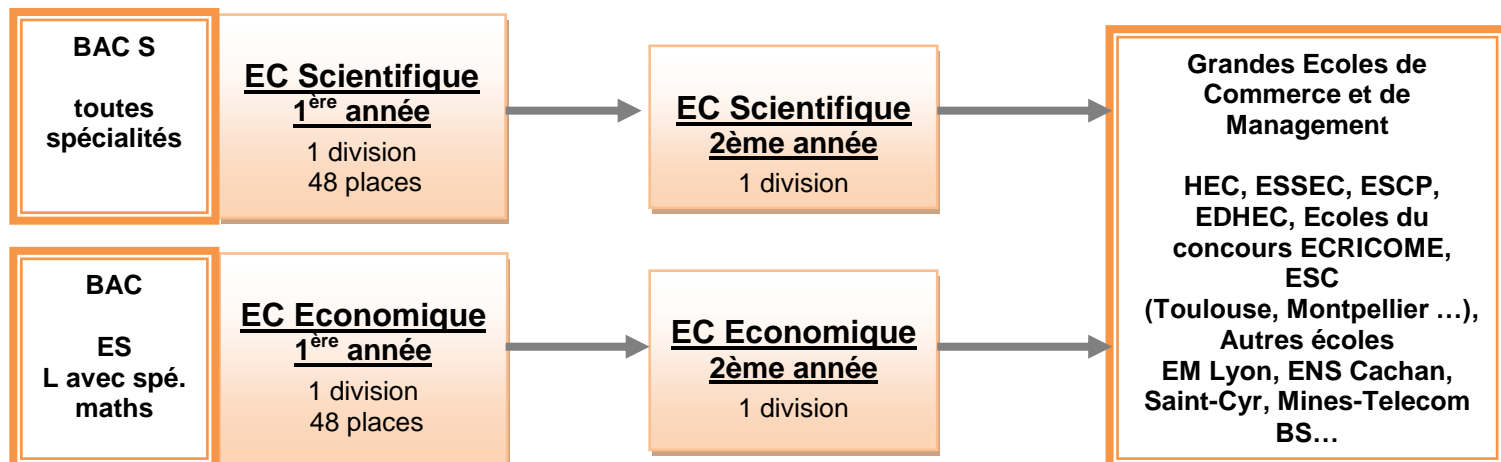 BAC S
toutes
spécialités
EC Scientifique
1ère année
1 division
48 places
EC Scientifique
2ème année
1 division
BAC
ES
L avec spé.
maths
EC Economique
1ère année
1 division
48 places
EC Economique
2ème année
1 division
Grandes Ecoles de
Commerce et de
Management
HEC, ESSEC, ESCP,
EDHEC, Ecoles du
concours ECRICOME,
ESC
(Toulouse, Montpellier …),
Autres écoles
EM Lyon, ENS Cachan,
Saint-Cyr, Mines-Telecom
BS…